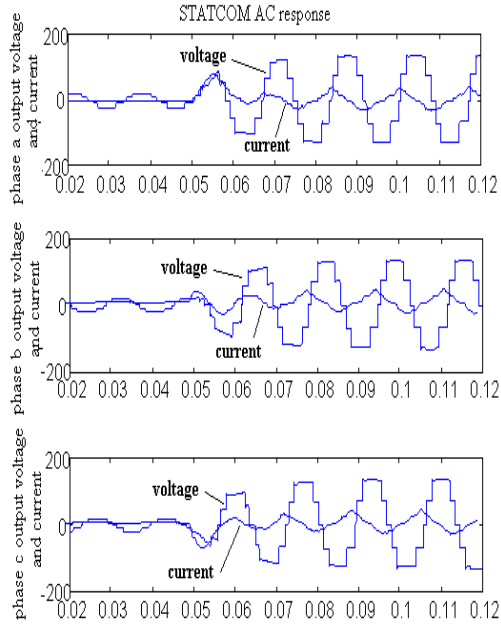 STATCOM AC response
phase a output voltage
and current
200
0
-200
voltage
current
0.02 0.03 0.04 0.05 0.06 0.07 0.08 0.09 0.1 0.11 0.12
phase b output voltage
and current
200
0
-200
voltage
current
0.02 0.03 0.04 0.05 0.06 0.07 0.08 0.09 0.1 0.11 0.12
phase c output voltage
and current
200
0
-200
voltage
current
0.02 0.03 0.04 0.05 0.06 0.07 0.08 0.09 0.1 0.11 0.12